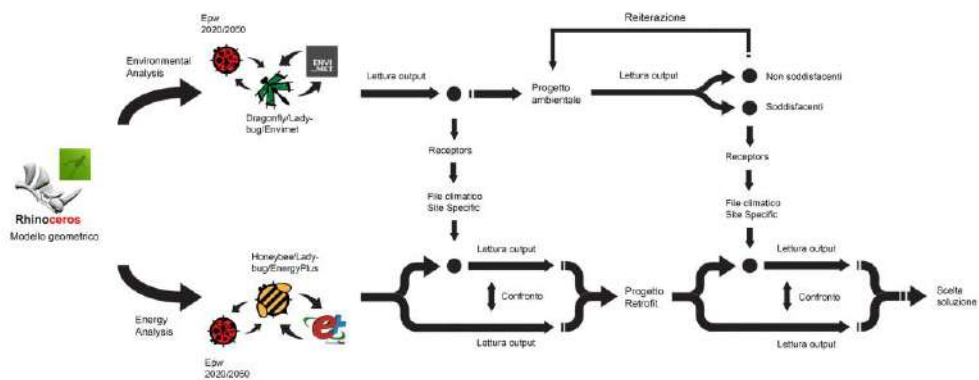 Reiterazione
Epw
2020/2050
ENVI
_MET
Environmental
Analysis
Lettura output
Progetto
ambientale
Lettura output
Non soddisfacenti
Soddisfacenti
Dragonfly/Lady-
bug/Envimet
Receptors
Receptors
File climatico
Site Specific
File climatico
Site Specific
Rhinoceros
Modello geometrico
Honeybee/Lady-
bug/EnergyPlus
Lettura output
Lettura output
Energy
Analysis
Confronto
Progetto
Retrofit
Confronto
Scelta
soluzione
Epw
2020/2050
Lettura output
Lettura output